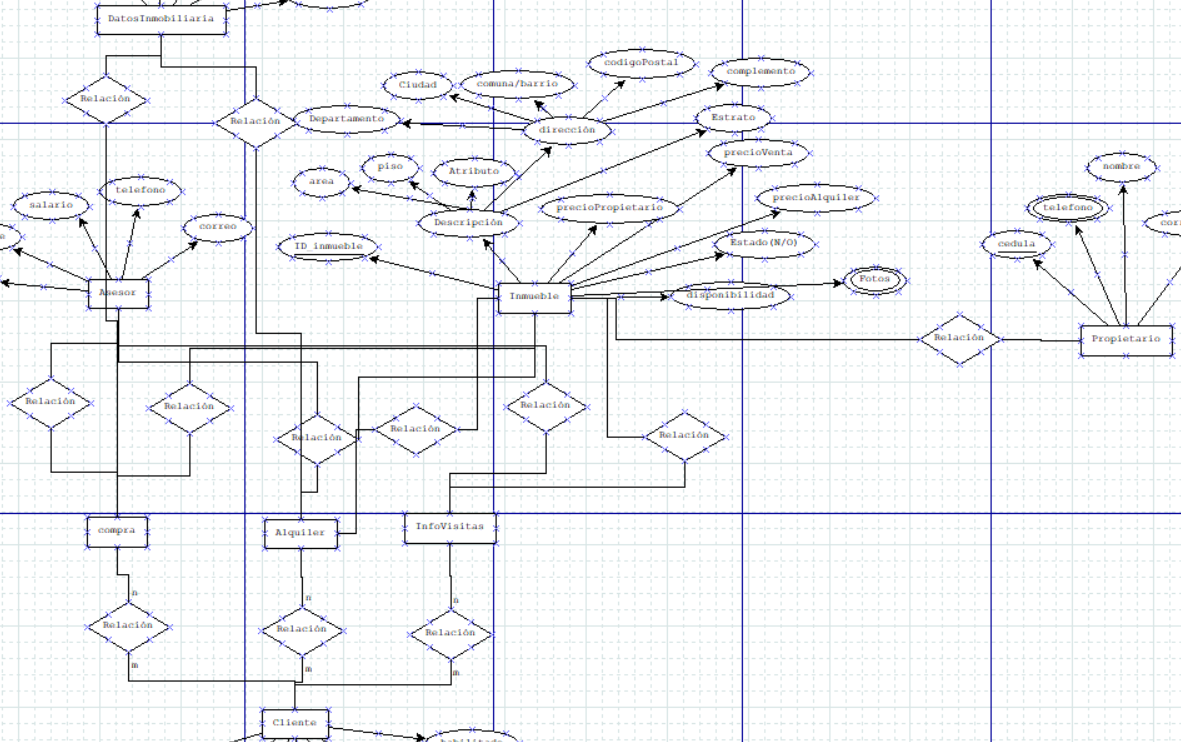 DatosInmobiliaria
codigoPostal
complemento
Ciudad
comuna/barrio
Relación
Relación
Departamento
dirección
Estrato
precioVenta
piso
Atributo
area
nombre
telefono
salario
precioPropietario
precioAlquiler
telefono
correo
Descripción
ID_inmueble
Estado(N/O)
cedula
Fotos
Asesor
Inmueble
disponibilidad
Relación
Propietario
Relación
Relación
Relación
Relación
Relación
Relación
compra
Alquiler
InfoVisitas
n
n
n
Relación
Relación
Relación
m
m
m
Cliente